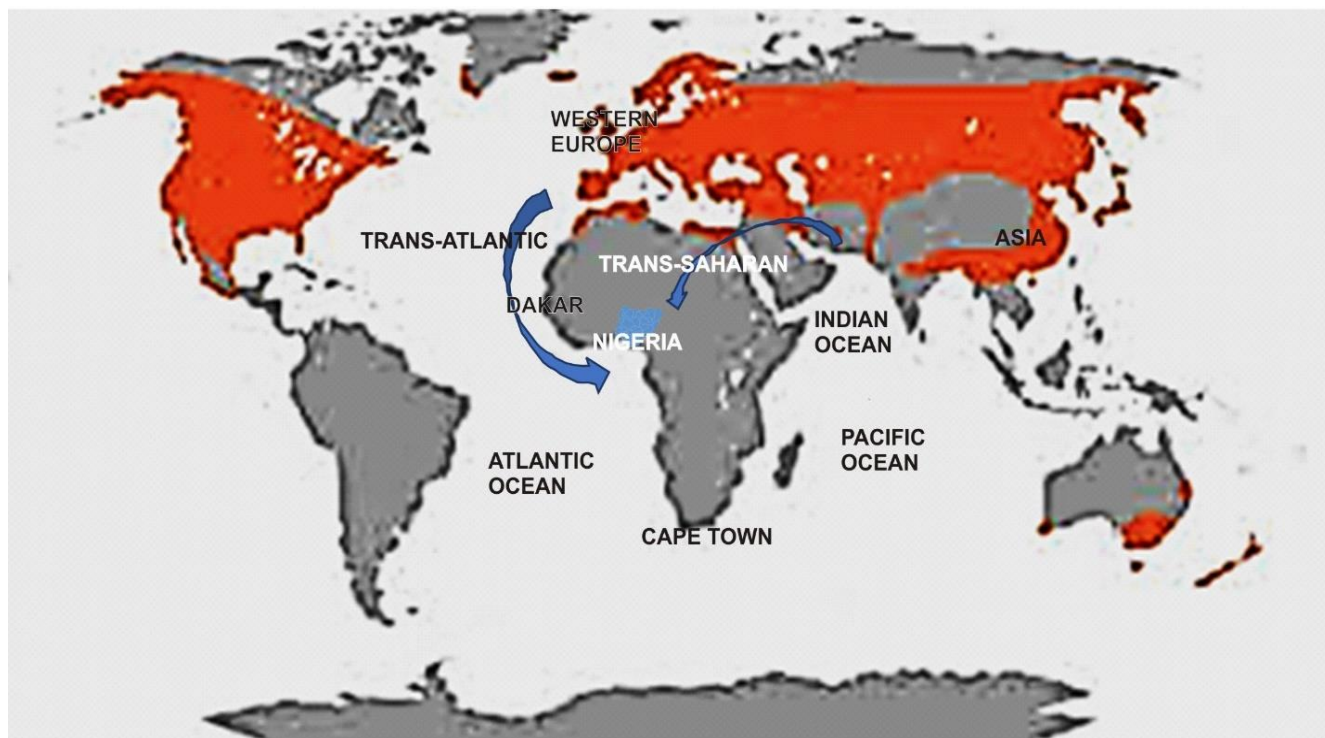 WESTERN
EUROPE
TRANS-ATLANTIC
ASIA
TRANS-SAHARAN
DAKAR
NIGERIA
INDIAN
OCEAN
PACIFIC
OCEAN
ATLANTIC
OCEAN
CAPE TOWN